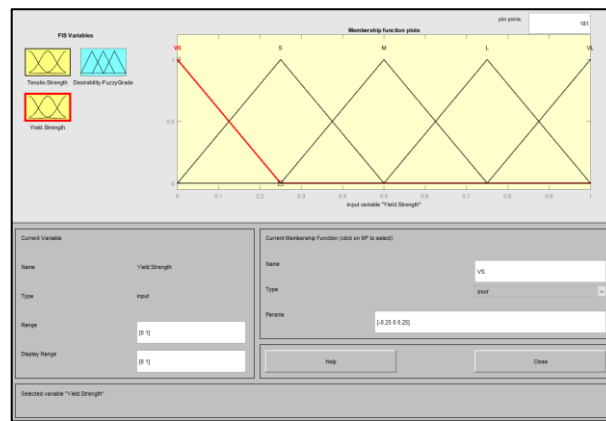 plot points:
181
FIS Variables
Membership function plots
VS
S
M
L
VL
Tensile.Strength
Desirability-FuzzyGrade
Yield.Strength
1
0.5
0
0
0.1
0.2
0.3
0.4
0.5
0.6
0.7
0.8
0.9
1
input variable "Yield.Strength"
Current Variable
Name
Yield.Strength
Type
input
Range
[0 1]
Display Range
[0 1]
Current Membership Function (click on MF to select)
Name
VS
Type
trimf
Params
[-0.25 0 0.25]
Help
Close
Selected variable "Yield.Strength"